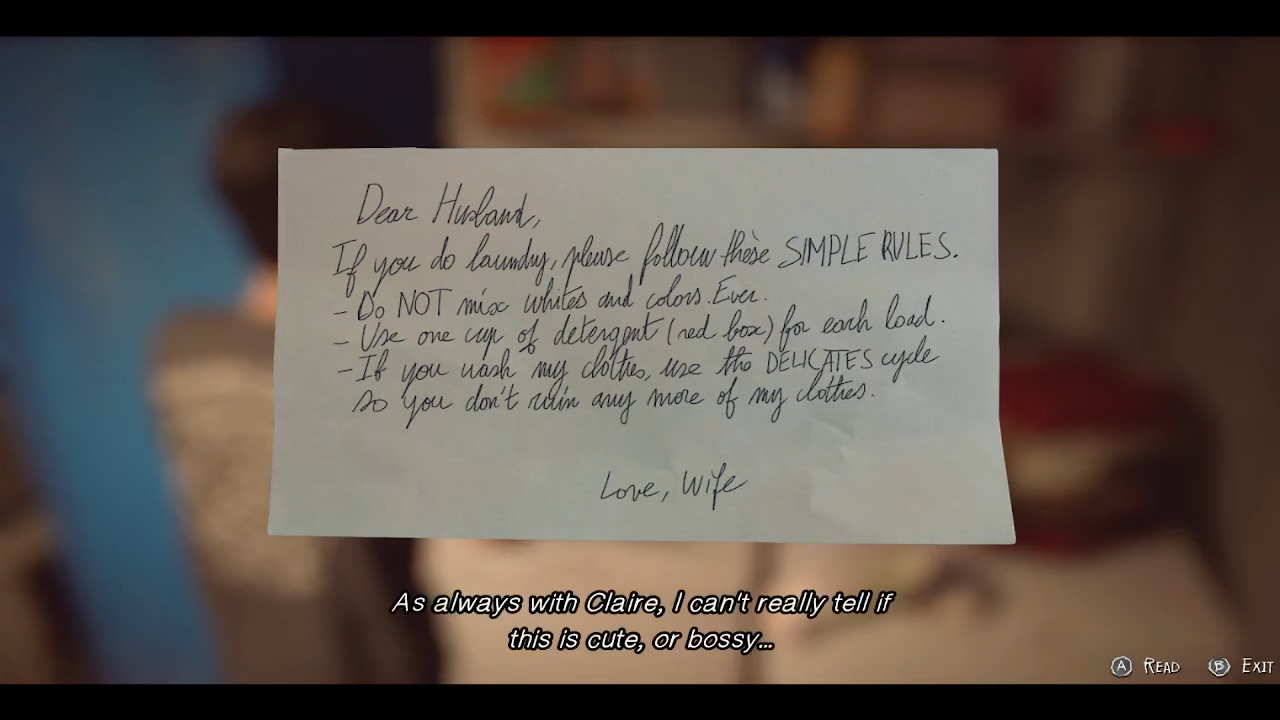 Dear Husband,
If you do laundry, please follow thèse SIMPLE RULES.
- Do NOT mix whites and colors. Ever.
- Use one cup of detergent (red box) for each load.
- If you wash my clothes, use the DELICATES cycle
so you don't ruin any more of my clothes.
Love, Wife
As always with Claire, I can't really tell if
this is cute, or bossy...
A READ B EXIT